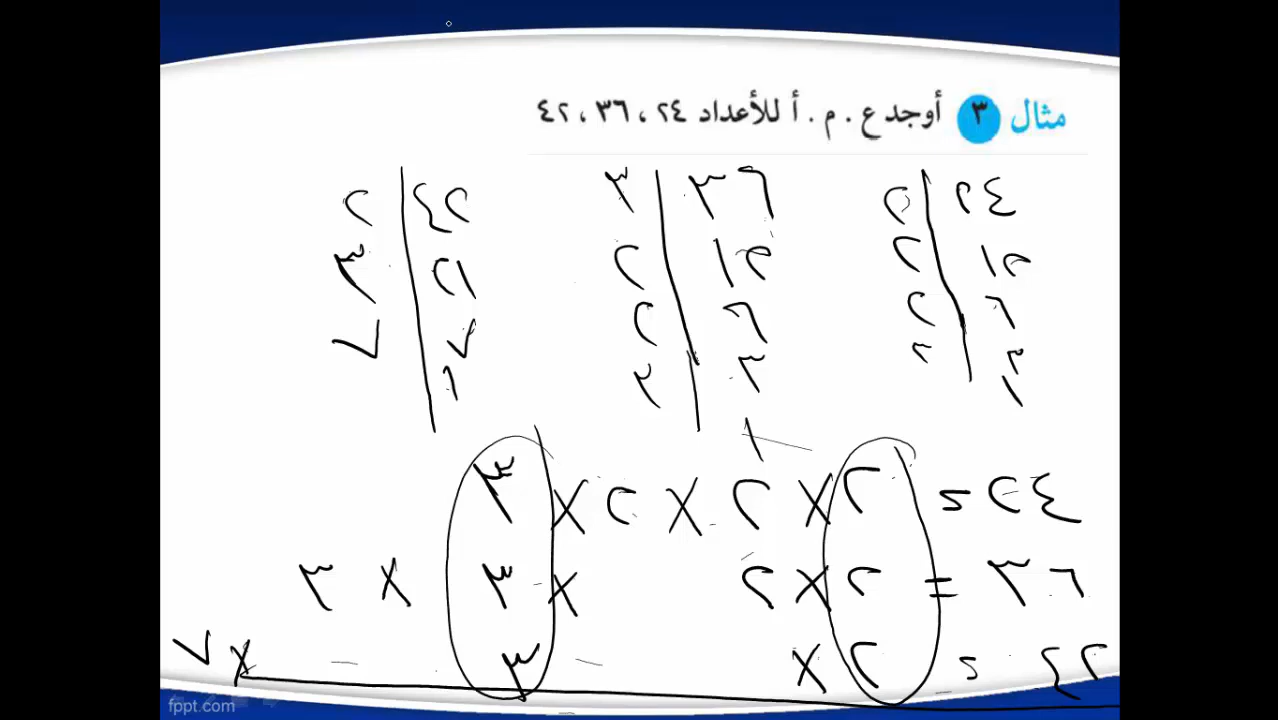 مثال ٣ أوجد ع . م . أ للأعداد ٢٤ ، ٣٦ ، ٤٢
٢٤ ٢ ٣٦ ٣ ٤٢ ٢
١٢ ٢ ١٢ ٢ ٢١ ٣
٦ ٢ ٦ ٢ ٧ ٧
٣ ٣ ٣ ٣ ١
١ ١
٢٤ = ٢ × ٢ × ٢ × ٣
٣٦ = ٢ × ٢ × ٣ × ٣
٤٢ = ٢ × ٣ × ٧
fppt.com